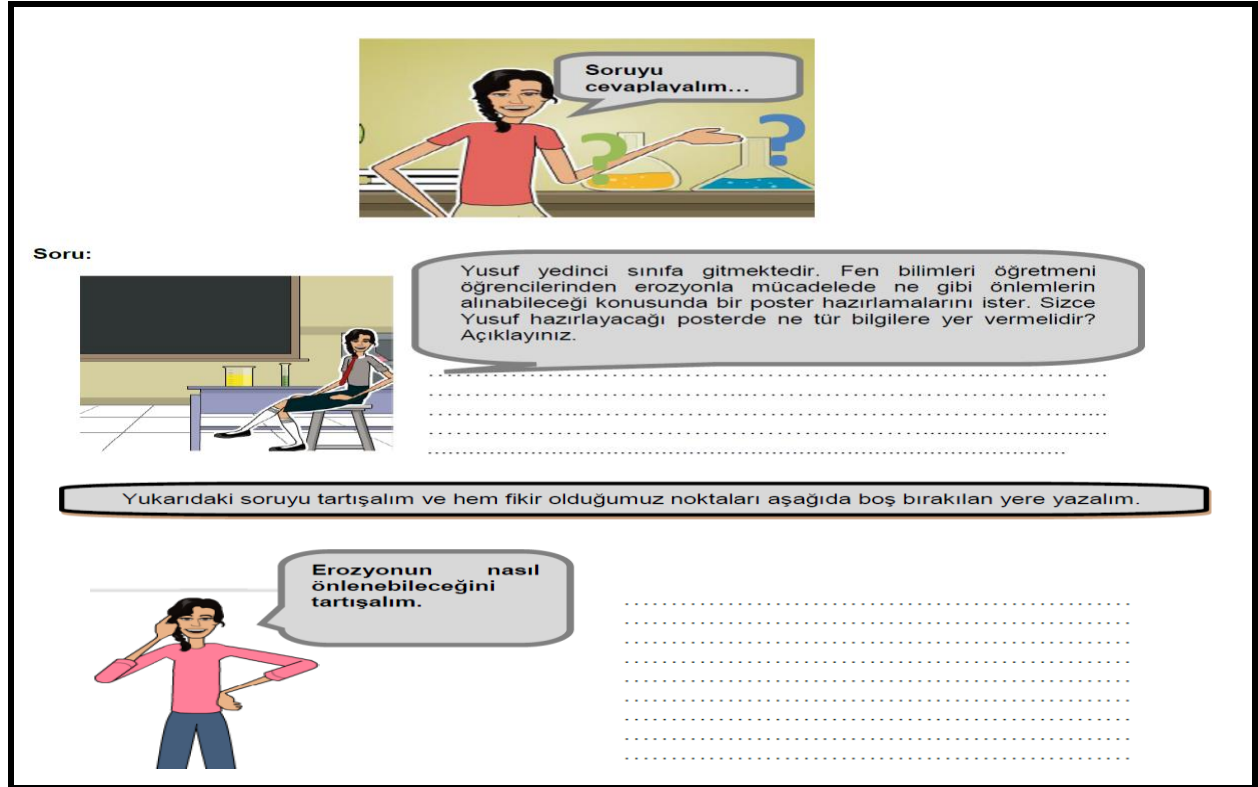 Soruyu
cevaplayalım...
Soru:
Yusuf yedinci sınıfa gitmektedir. Fen bilimleri öğretmeni
öğrencilerinden erozyonla mücadelede ne gibi önlemlerin
alınabileceği konusunda bir poster hazırlamalarını ister. Sizce
Yusuf hazırlayacağı posterde ne tür bilgilere yer vermelidir?
Açıklayınız.
Yukarıdaki soruyu tartışalım ve hem fikir olduğumuz noktaları aşağıda boş bırakılan yere yazalım.
Erozyonun nasıl
önlenebileceğini
tartışalım.